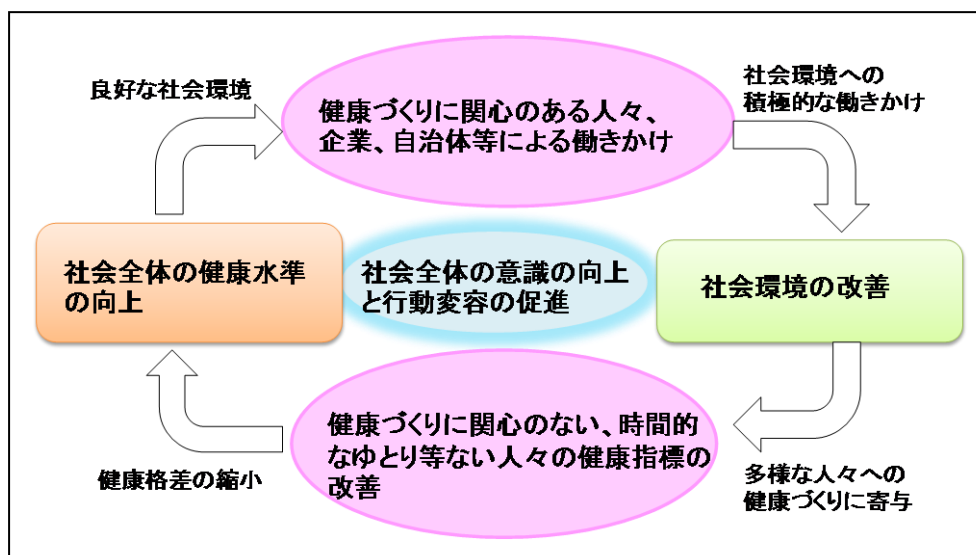 良好な社会環境
健康づくりに関心のある人々、
企業、自治体等による働きかけ
社会環境への
積極的な働きかけ
社会全体の健康水準
の向上
社会全体の意識の向上
と行動変容の促進
社会環境の改善
健康づくりに関心のない、時間的
なゆとり等ない人々の健康指標の
改善
健康格差の縮小
多様な人々への
健康づくりに寄与